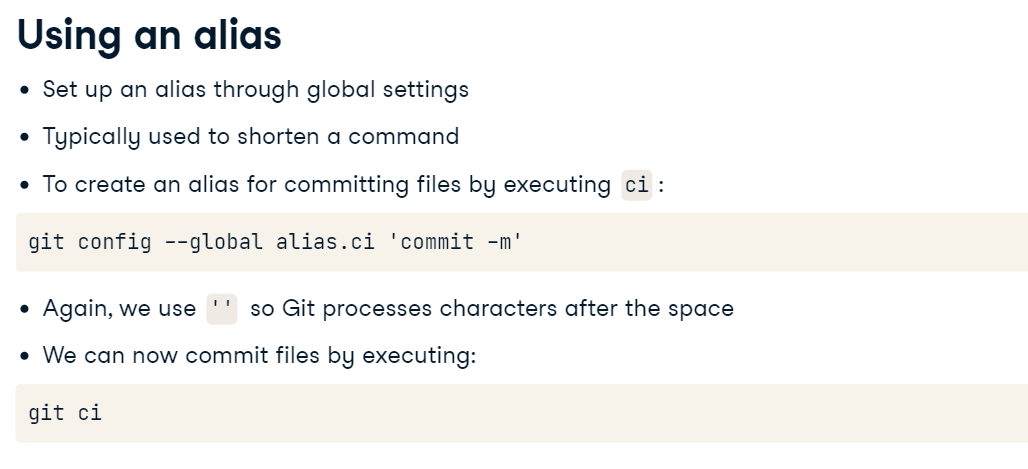 Using an alias
• Set up an alias through global settings
• Typically used to shorten a command
• To create an alias for committing files by executing ci :
git config --global alias.ci 'commit -m'
• Again, we use '' so Git processes characters after the space
• We can now commit files by executing:
git ci